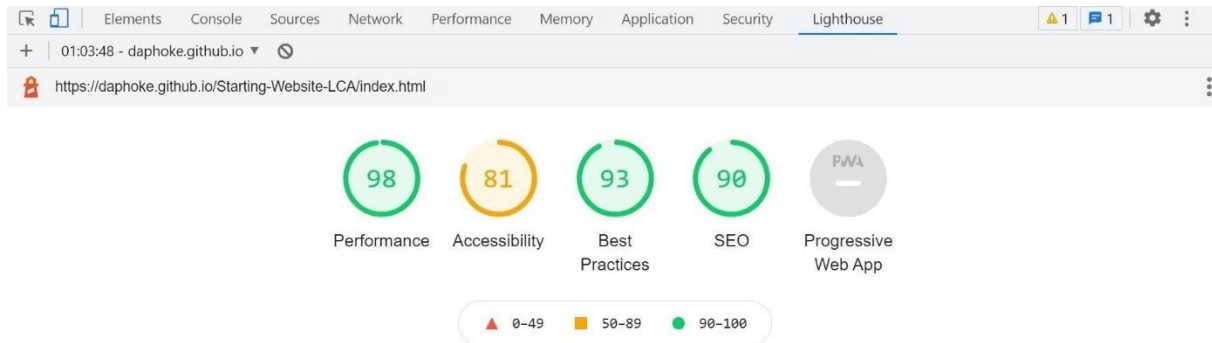 Elements Console Sources Network Performance Memory Application Security Lighthouse 1 1
+ 01:03:48 - daphoke.github.io ▼
https://daphoke.github.io/Starting-Website-LCA/index.html
98 81 93 90 PWA
Performance Accessibility Best Practices SEO Progressive Web App
0–49 50–89 90–100